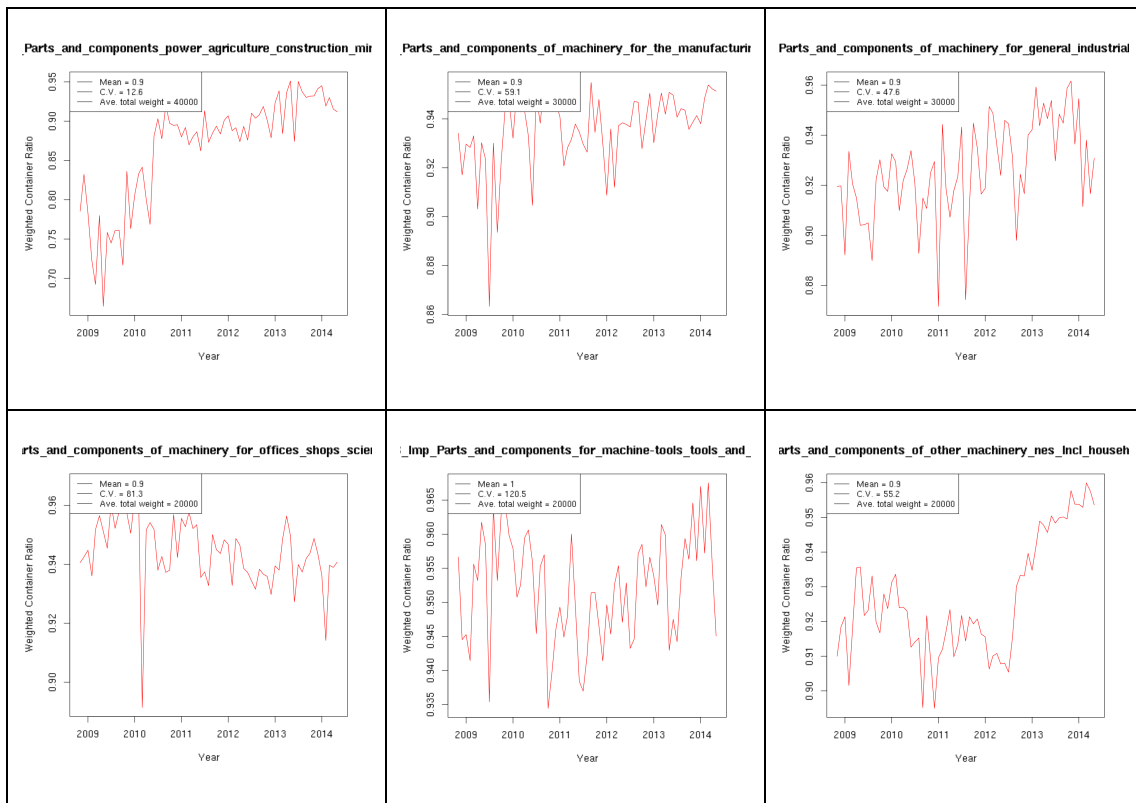 _Parts_and_components_power_agriculture_construction_min
Mean = 0.9
C.V. = 12.6
Ave. total weight = 40000
Weighted Container Ratio
0.95
0.90
0.85
0.80
0.75
0.70
2009 2010 2011 2012 2013 2014
Year
_Parts_and_components_of_machinery_for_the_manufacturin
Mean = 0.9
C.V. = 59.1
Ave. total weight = 30000
Weighted Container Ratio
0.94
0.92
0.90
0.88
0.86
2009 2010 2011 2012 2013 2014
Year
Parts_and_components_of_machinery_for_general_industrial
Mean = 0.9
C.V. = 47.6
Ave. total weight = 30000
Weighted Container Ratio
0.96
0.94
0.92
0.90
0.88
2009 2010 2011 2012 2013 2014
Year
arts_and_components_of_machinery_for_offices_shops_scien
Mean = 0.9
C.V. = 81.3
Ave. total weight = 20000
Weighted Container Ratio
0.96
0.94
0.92
0.90
2009 2010 2011 2012 2013 2014
Year
_Imp_Parts_and_components_for_machine-tools_tools_and_
Mean = 1
C.V. = 120.5
Ave. total weight = 20000
Weighted Container Ratio
0.965
0.960
0.955
0.950
0.945
0.940
0.935
2009 2010 2011 2012 2013 2014
Year
arts_and_components_of_other_machinery_nes_Incl_househ
Mean = 0.9
C.V. = 55.2
Ave. total weight = 20000
Weighted Container Ratio
0.96
0.95
0.94
0.93
0.92
0.91
0.90
2009 2010 2011 2012 2013 2014
Year